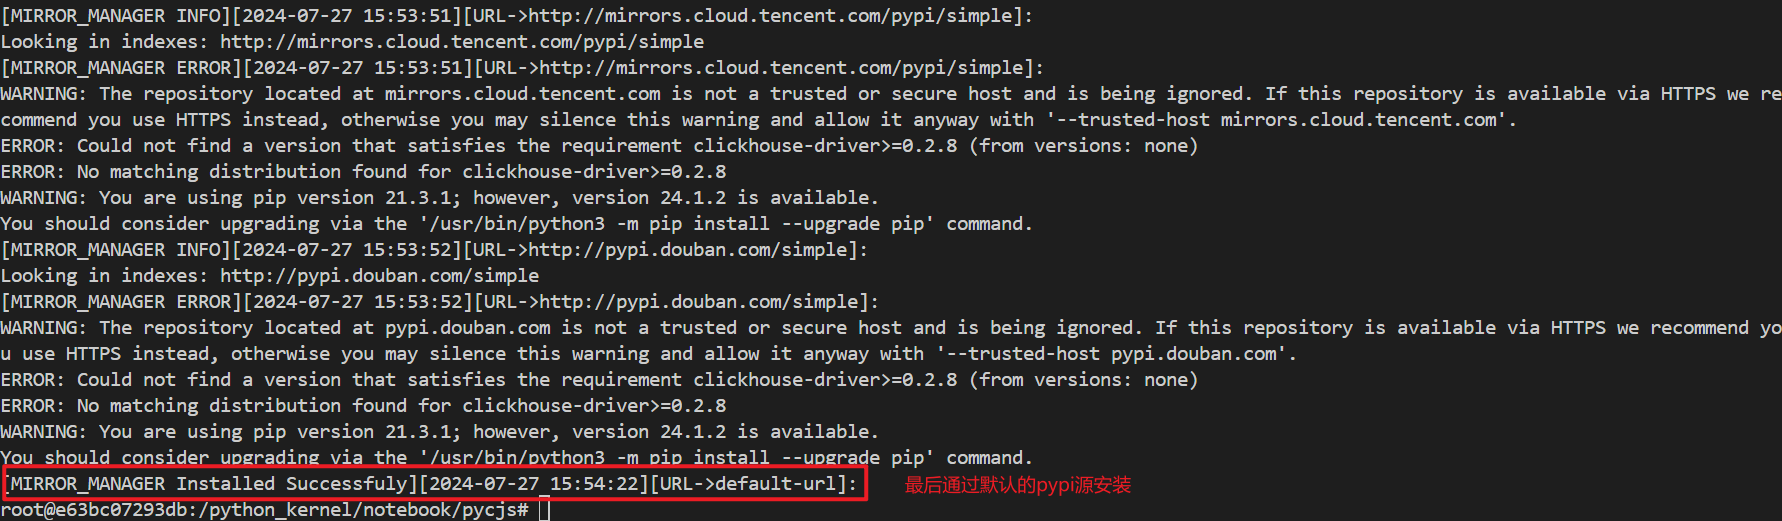 [MIRROR_MANAGER INFO][2024-07-27 15:53:51][URL->http://mirrors.cloud.tencent.com/pypi/simple]:
Looking in indexes: http://mirrors.cloud.tencent.com/pypi/simple
[MIRROR_MANAGER ERROR][2024-07-27 15:53:51][URL->http://mirrors.cloud.tencent.com/pypi/simple]:
WARNING: The repository located at mirrors.cloud.tencent.com is not a trusted or secure host and is being ignored. If this repository is available via HTTPS we re
commend you use HTTPS instead, otherwise you may silence this warning and allow it anyway with '--trusted-host mirrors.cloud.tencent.com'.
ERROR: Could not find a version that satisfies the requirement clickhouse-driver>=0.2.8 (from versions: none)
ERROR: No matching distribution found for clickhouse-driver>=0.2.8
WARNING: You are using pip version 21.3.1; however, version 24.1.2 is available.
You should consider upgrading via the '/usr/bin/python3 -m pip install --upgrade pip' command.
[MIRROR_MANAGER INFO][2024-07-27 15:53:52][URL->http://pypi.douban.com/simple]:
Looking in indexes: http://pypi.douban.com/simple
[MIRROR_MANAGER ERROR][2024-07-27 15:53:52][URL->http://pypi.douban.com/simple]:
WARNING: The repository located at pypi.douban.com is not a trusted or secure host and is being ignored. If this repository is available via HTTPS we recommend yo
u use HTTPS instead, otherwise you may silence this warning and allow it anyway with '--trusted-host pypi.douban.com'.
ERROR: Could not find a version that satisfies the requirement clickhouse-driver>=0.2.8 (from versions: none)
ERROR: No matching distribution found for clickhouse-driver>=0.2.8
WARNING: You are using pip version 21.3.1; however, version 24.1.2 is available.
You should consider upgrading via the '/usr/bin/python3 -m pip install --upgrade pip' command.
[MIRROR_MANAGER Installed Successfuly][2024-07-27 15:54:22][URL->default-url]: 最后通过默认的pypi源安装
root@e63bc07293db:/python_kernel/notebook/pycjs#